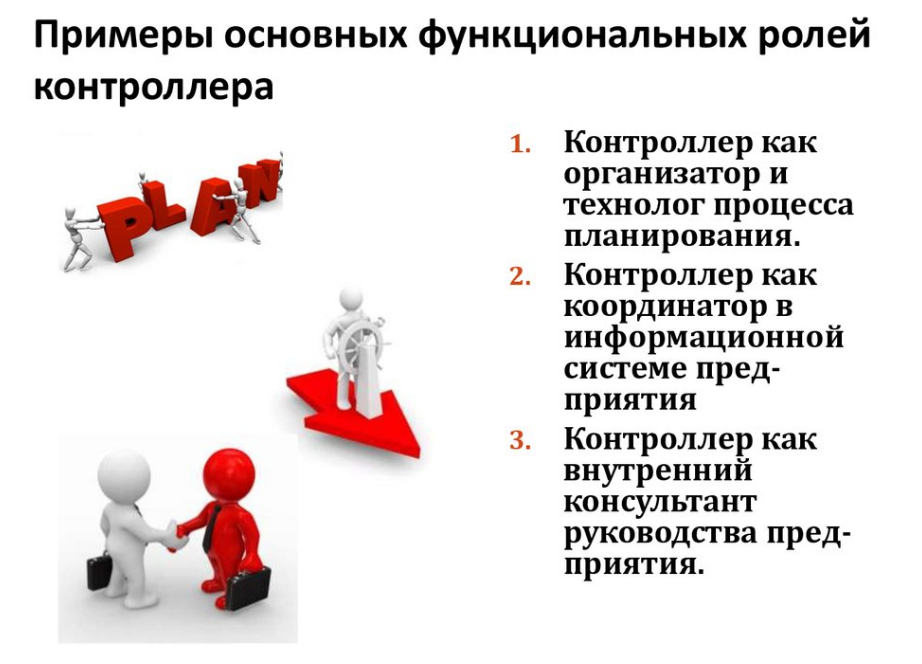 Примеры основных функциональных ролей
контроллера
PLAN
1. Контроллер как
организатор и
технолог процесса
планирования.
2. Контроллер как
координатор в
информационной
системе пред-
приятия
3. Контроллер как
внутренний
консультант
руководства пред-
приятия.